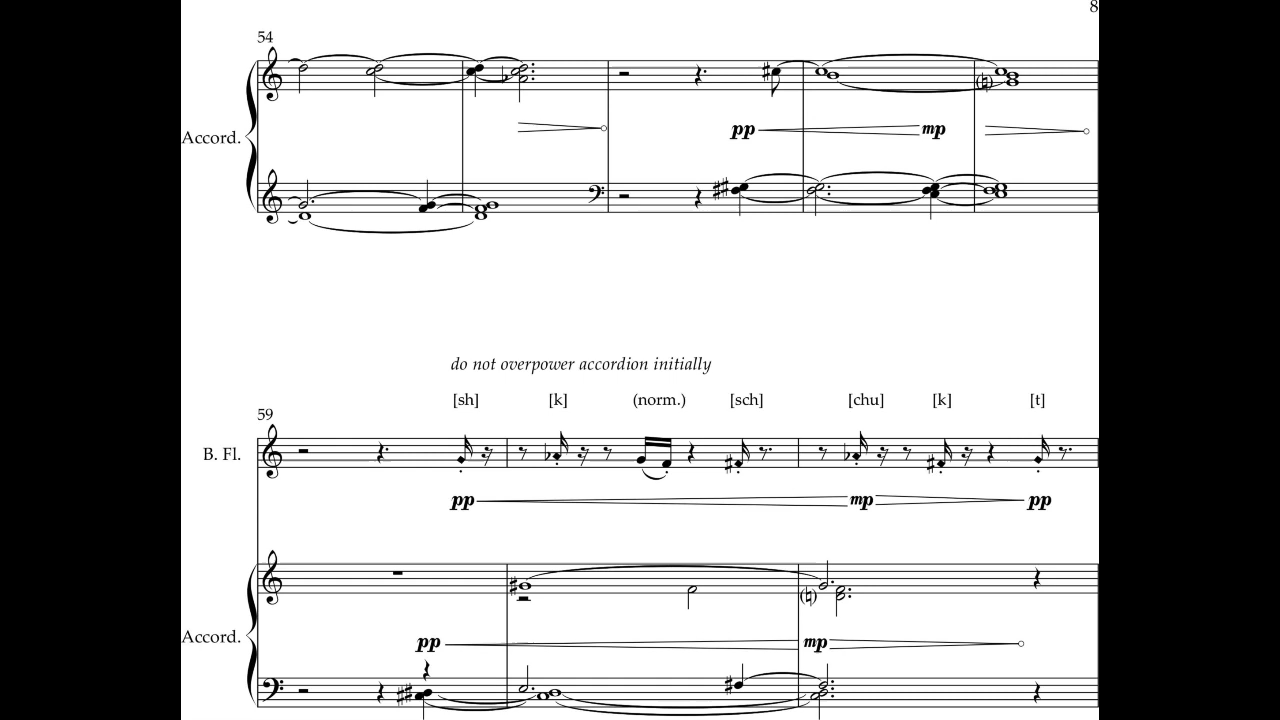 8
54
Accord.
pp mp
do not overpower accordion initially
[sh] [k] (norm.) [sch] [chu] [k] [t]
59
B. Fl.
pp mp pp
Accord.
pp mp